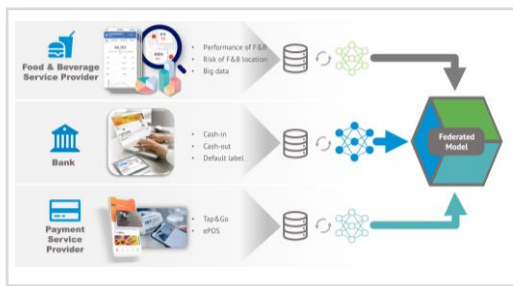 Food & Beverage
Service Provider
• Performance of F&B
• Risk of F&B location
• Big data
Bank
• Cash-in
• Cash-out
• Default label
Payment
Service
Provider
• Tap&Go
• ePOS
Federated
Model